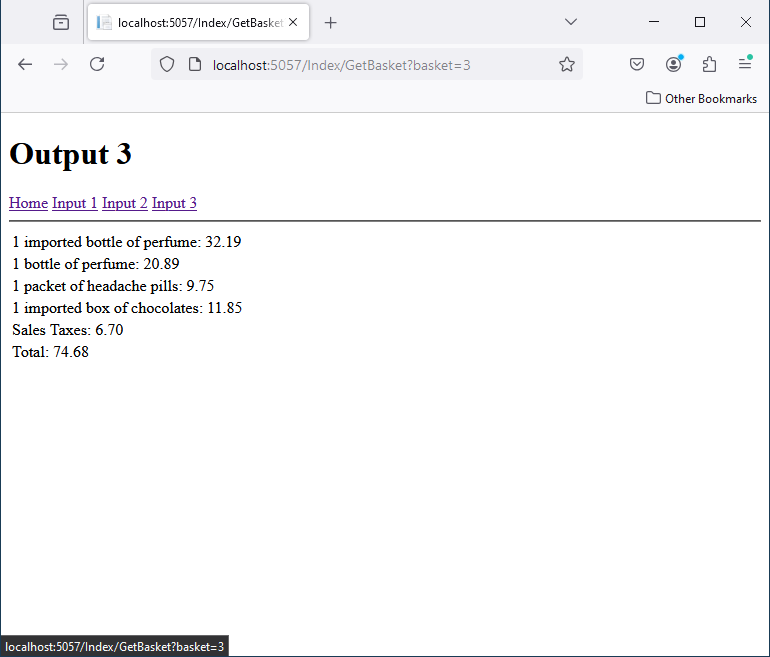 localhost:5057/Index/GetBasket
localhost:5057/Index/GetBasket?basket=3
Other Bookmarks
Output 3
Home Input 1 Input 2 Input 3
1 imported bottle of perfume: 32.19
1 bottle of perfume: 20.89
1 packet of headache pills: 9.75
1 imported box of chocolates: 11.85
Sales Taxes: 6.70
Total: 74.68
localhost:5057/Index/GetBasket?basket=3